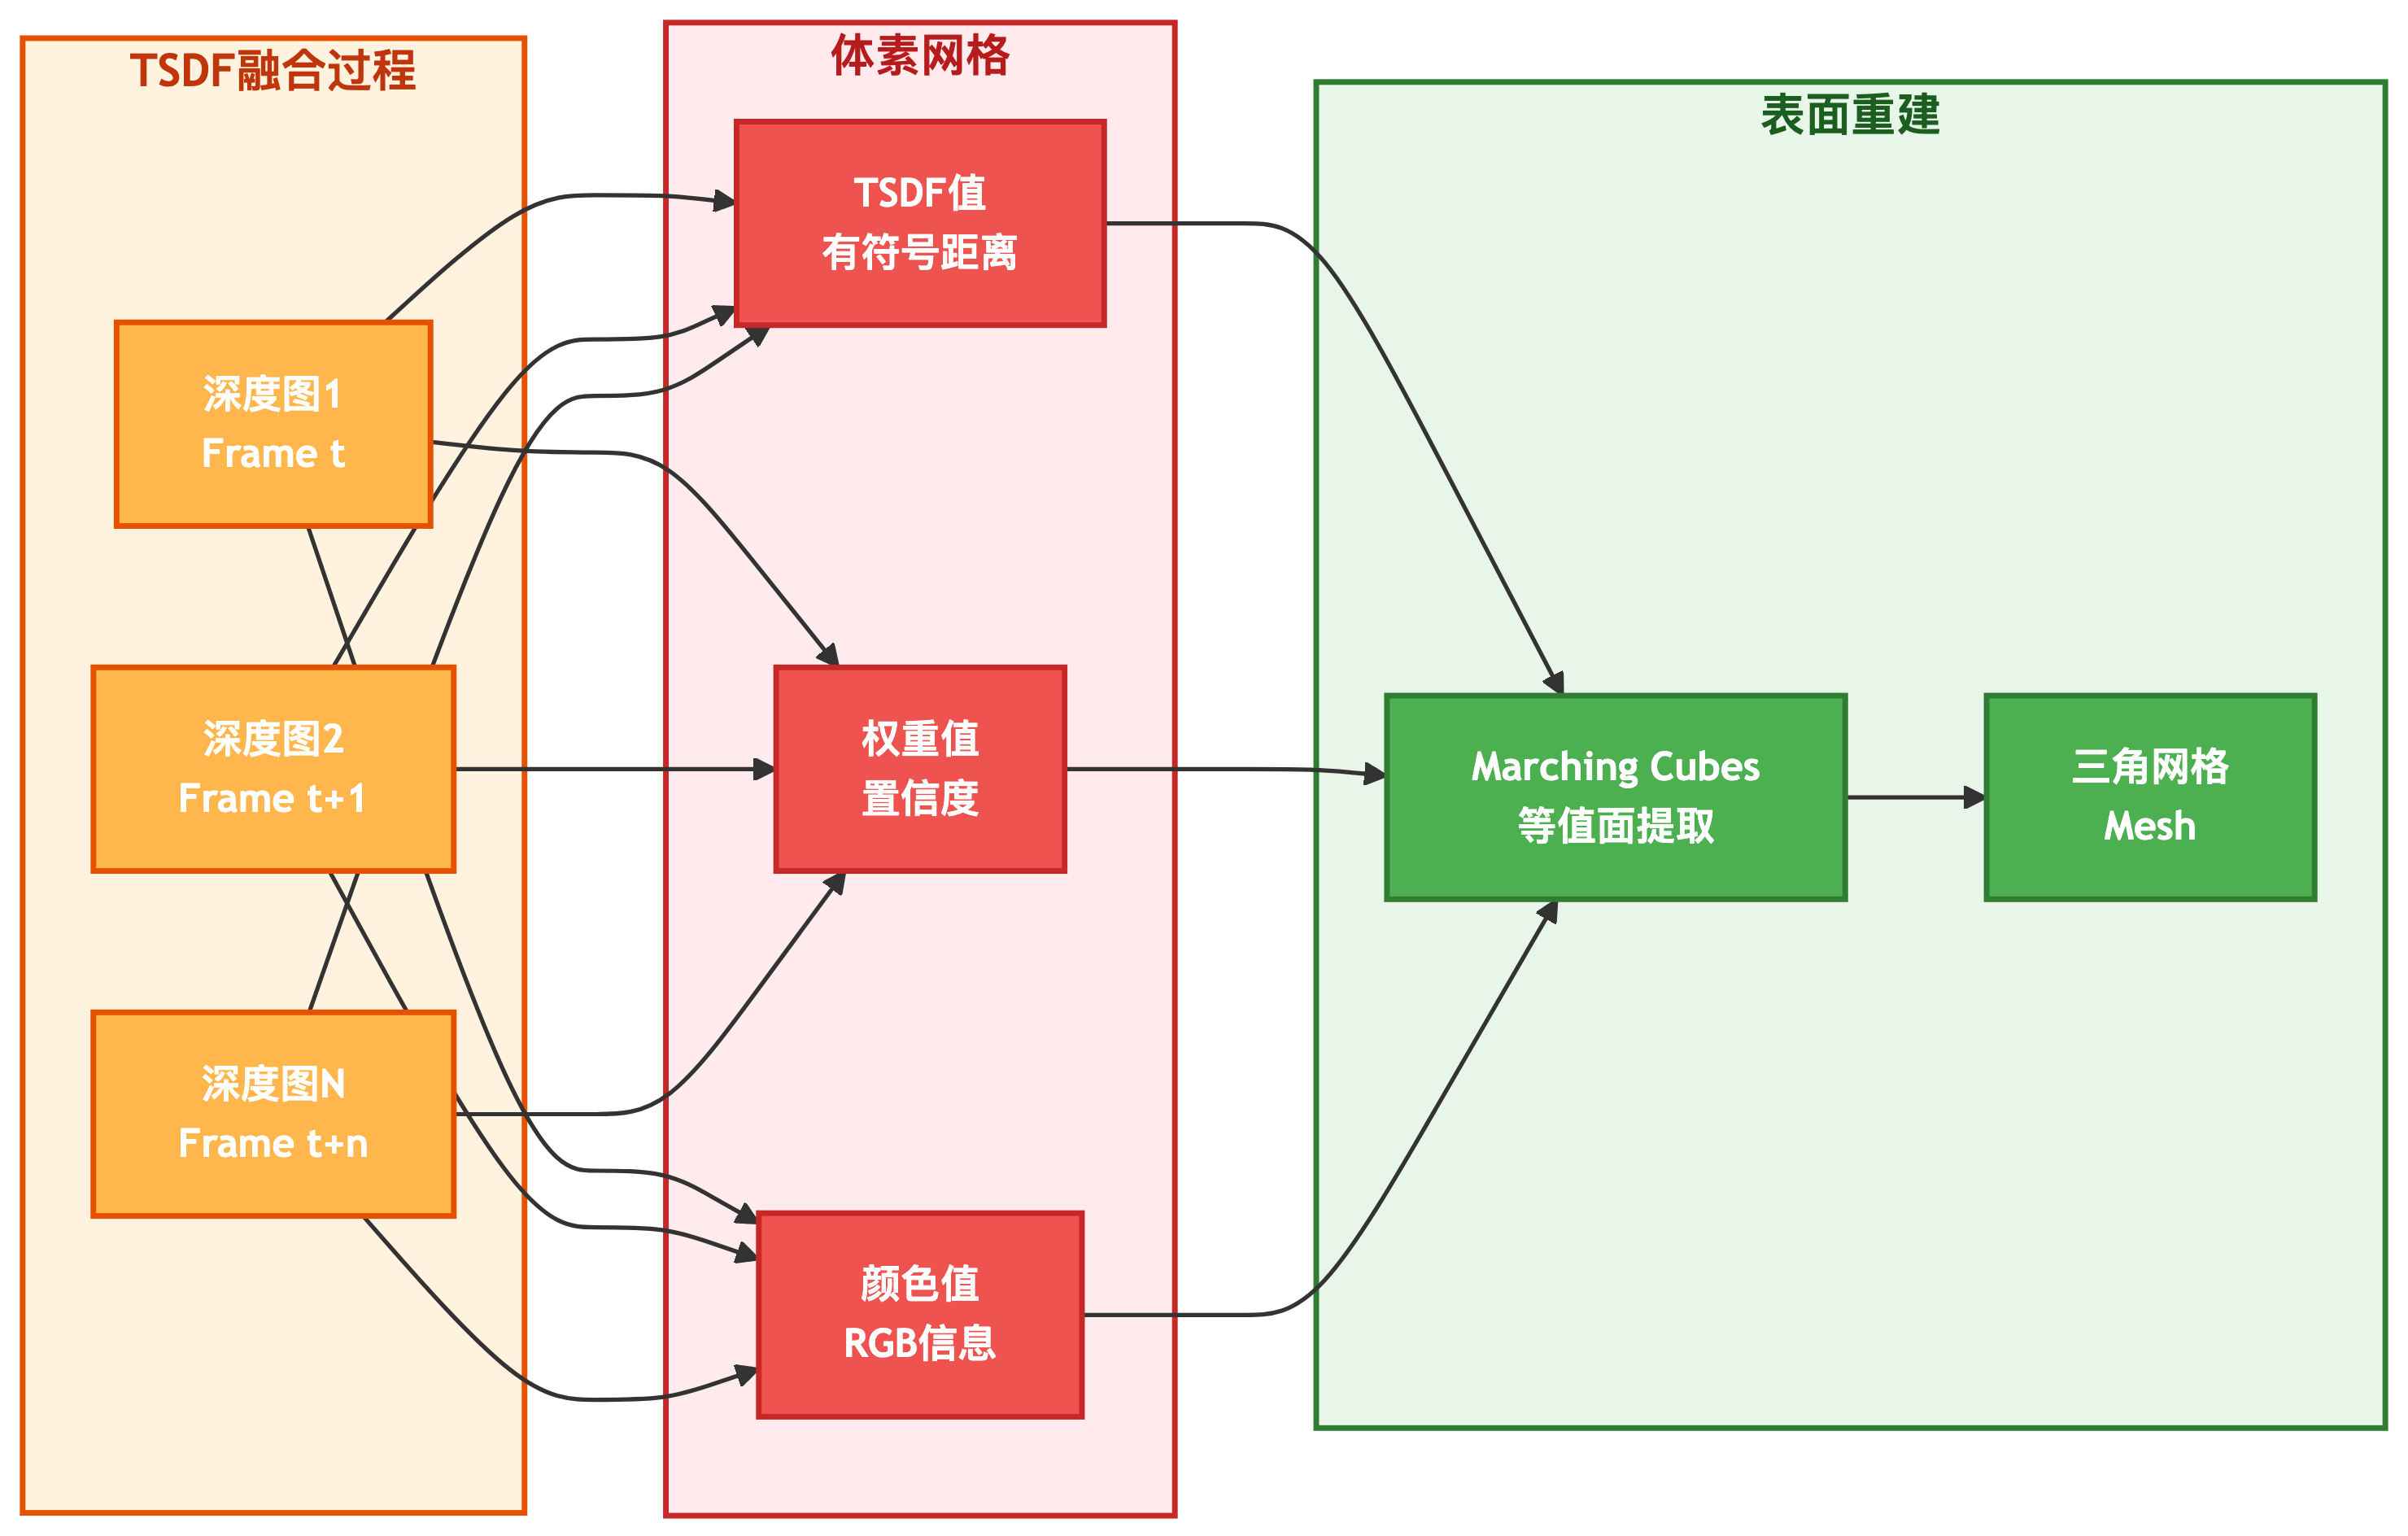 TSDF融合过程
深度图1
Frame t
深度图2
Frame t+1
深度图N
Frame t+n
体素网格
TSDF值
有符号距离
权重值
置信度
颜色值
RGB信息
表面重建
Marching Cubes
等值面提取
三角网格
Mesh